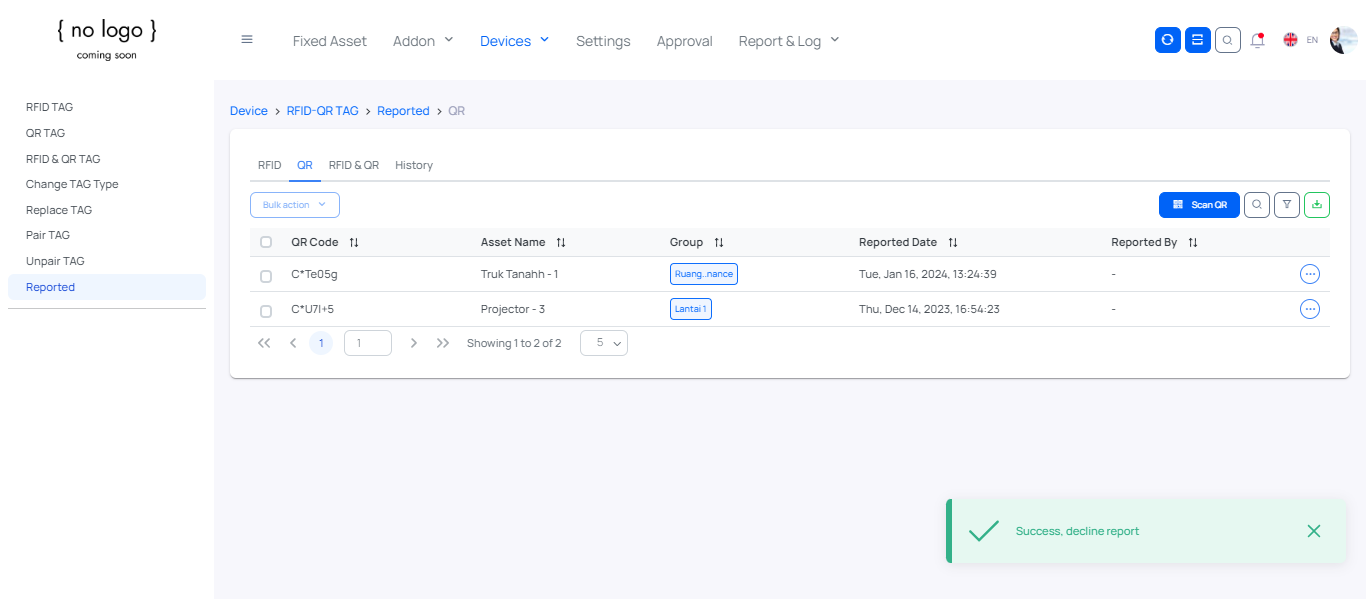 { no logo }
coming soon
Fixed Asset Addon Devices Settings Approval Report & Log EN
RFID TAG
QR TAG
RFID & QR TAG
Change TAG Type
Replace TAG
Pair TAG
Unpair TAG
Reported
Device > RFID-QR TAG > Reported > QR
RFID QR RFID & QR History
Bulk action Scan QR
QR Code Asset Name Group Reported Date Reported By
C*Te05g Truk Tanahh - 1 Ruang..nance Tue, Jan 16, 2024, 13:24:39 -
C*U7I+5 Projector - 3 Lantai 1 Thu, Dec 14, 2023, 16:54:23 -
1 1 Showing 1 to 2 of 2 5
Success, decline report